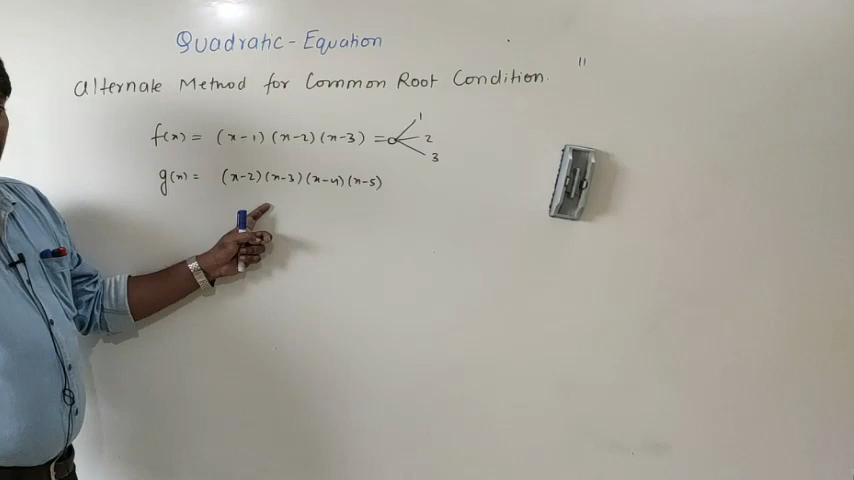 Quadratic - Equation
Alternate Method for Common Root Condition. "
f(x) = (x-1) (x-2) (x-3) = 0 1 2 3
g(x) = (x-2) (x-3) (x-4) (x-5)